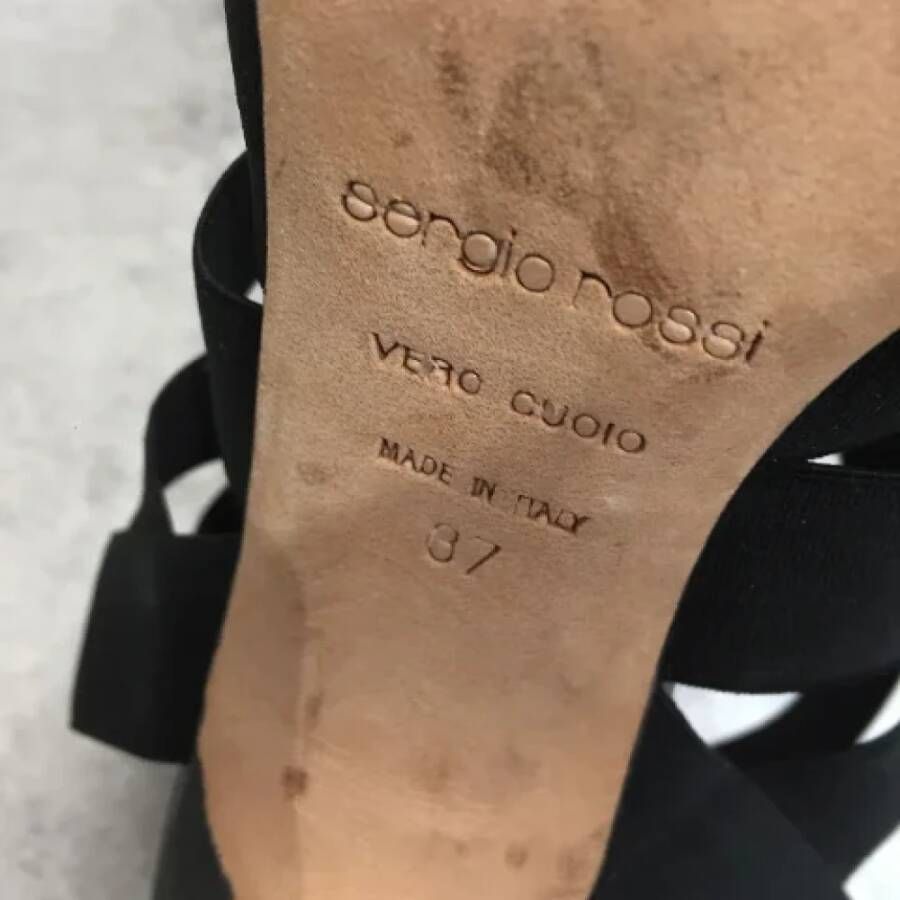 sergio rossi
VERO CUOIO
MADE IN ITALY
37